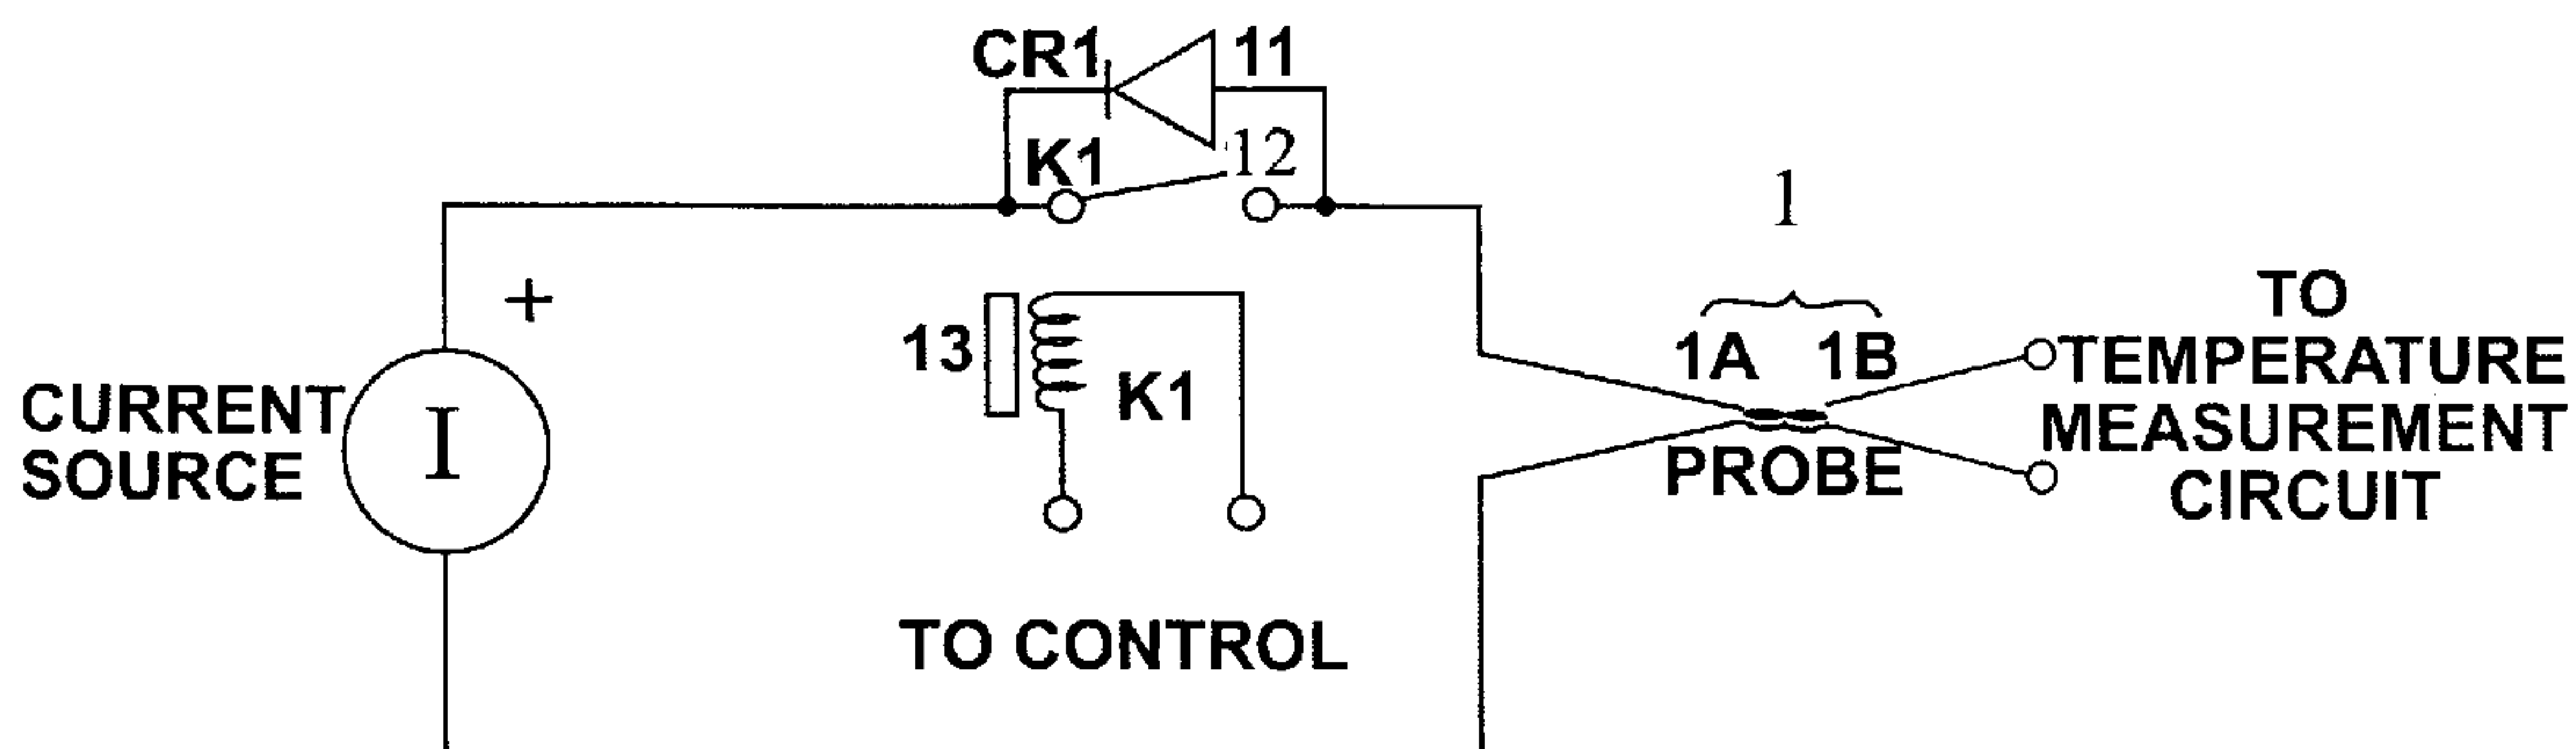 CR1 11
K1 12
1
+
13
K1
CURRENT
SOURCE
I
1A 1B
PROBE
TO
TEMPERATURE
MEASUREMENT
CIRCUIT
TO CONTROL